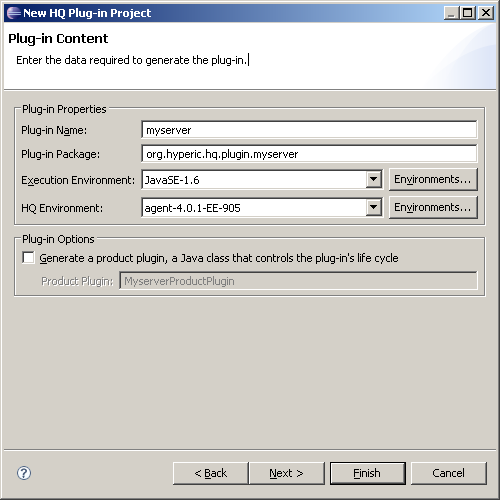 New HQ Plug-in Project
Plug-in Content
Enter the data required to generate the plug-in.
Plug-in Properties
Plug-in Name: myserver
Plug-in Package: org.hyperic.hq.plugin.myserver
Execution Environment: JavaSE-1.6 Environments...
HQ Environment: agent-4.0.1-EE-905 Environments...
Plug-in Options
Generate a product plugin, a Java class that controls the plug-in's life cycle
Product Plugin: MyserverProductPlugin
? < Back Next > Finish Cancel